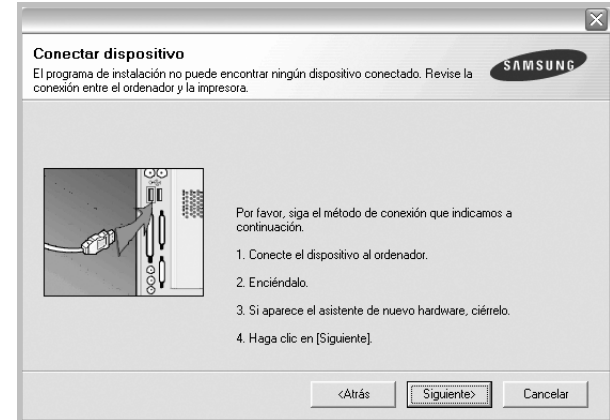 Conectar dispositivo
El programa de instalación no puede encontrar ningún dispositivo conectado. Revise la
conexión entre el ordenador y la impresora.
SAMSUNG
Por favor, siga el método de conexión que indicamos a
continuación.
1. Conecte el dispositivo al ordenador.
2. Enciéndalo.
3. Si aparece el asistente de nuevo hardware, ciérrelo.
4. Haga clic en [Siguiente].
<Atrás
Siguiente>
Cancelar